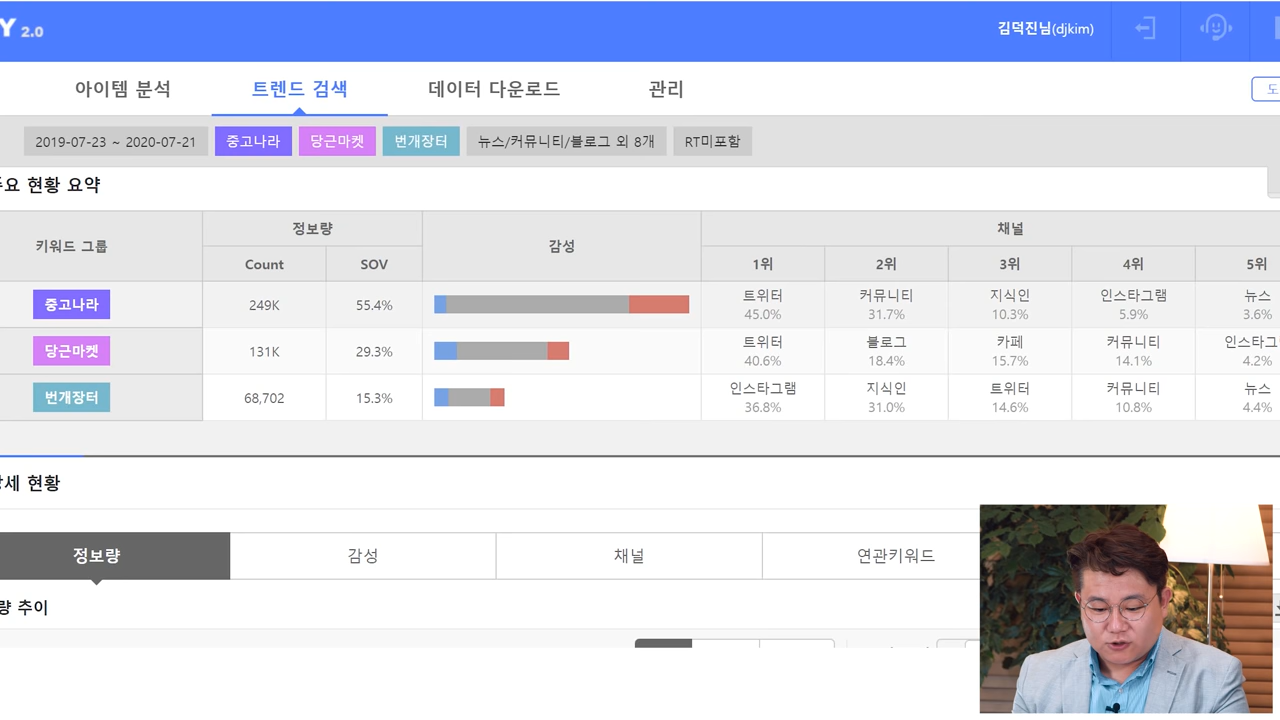 Y 2.0
김덕진님(djkim)
아이템 분석 트렌드 검색 데이터 다운로드 관리
도
2019-07-23 ~ 2020-07-21 중고나라 당근마켓 번개장터 뉴스/커뮤니티/블로그 외 8개 RT미포함
요 현황 요약
키워드 그룹 정보량 감성 채널
Count SOV 1위 2위 3위 4위 5위
중고나라 249K 55.4% 트위터 커뮤니티 지식인 인스타그램 뉴스
45.0% 31.7% 10.3% 5.9% 3.6%
당근마켓 131K 29.3% 트위터 블로그 카페 커뮤니티 인스타그
40.6% 18.4% 15.7% 14.1% 4.2%
번개장터 68,702 15.3% 인스타그램 지식인 트위터 커뮤니티 뉴스
36.8% 31.0% 14.6% 10.8% 4.4%
세 현황
정보량 감성 채널 연관키워드
량 추이